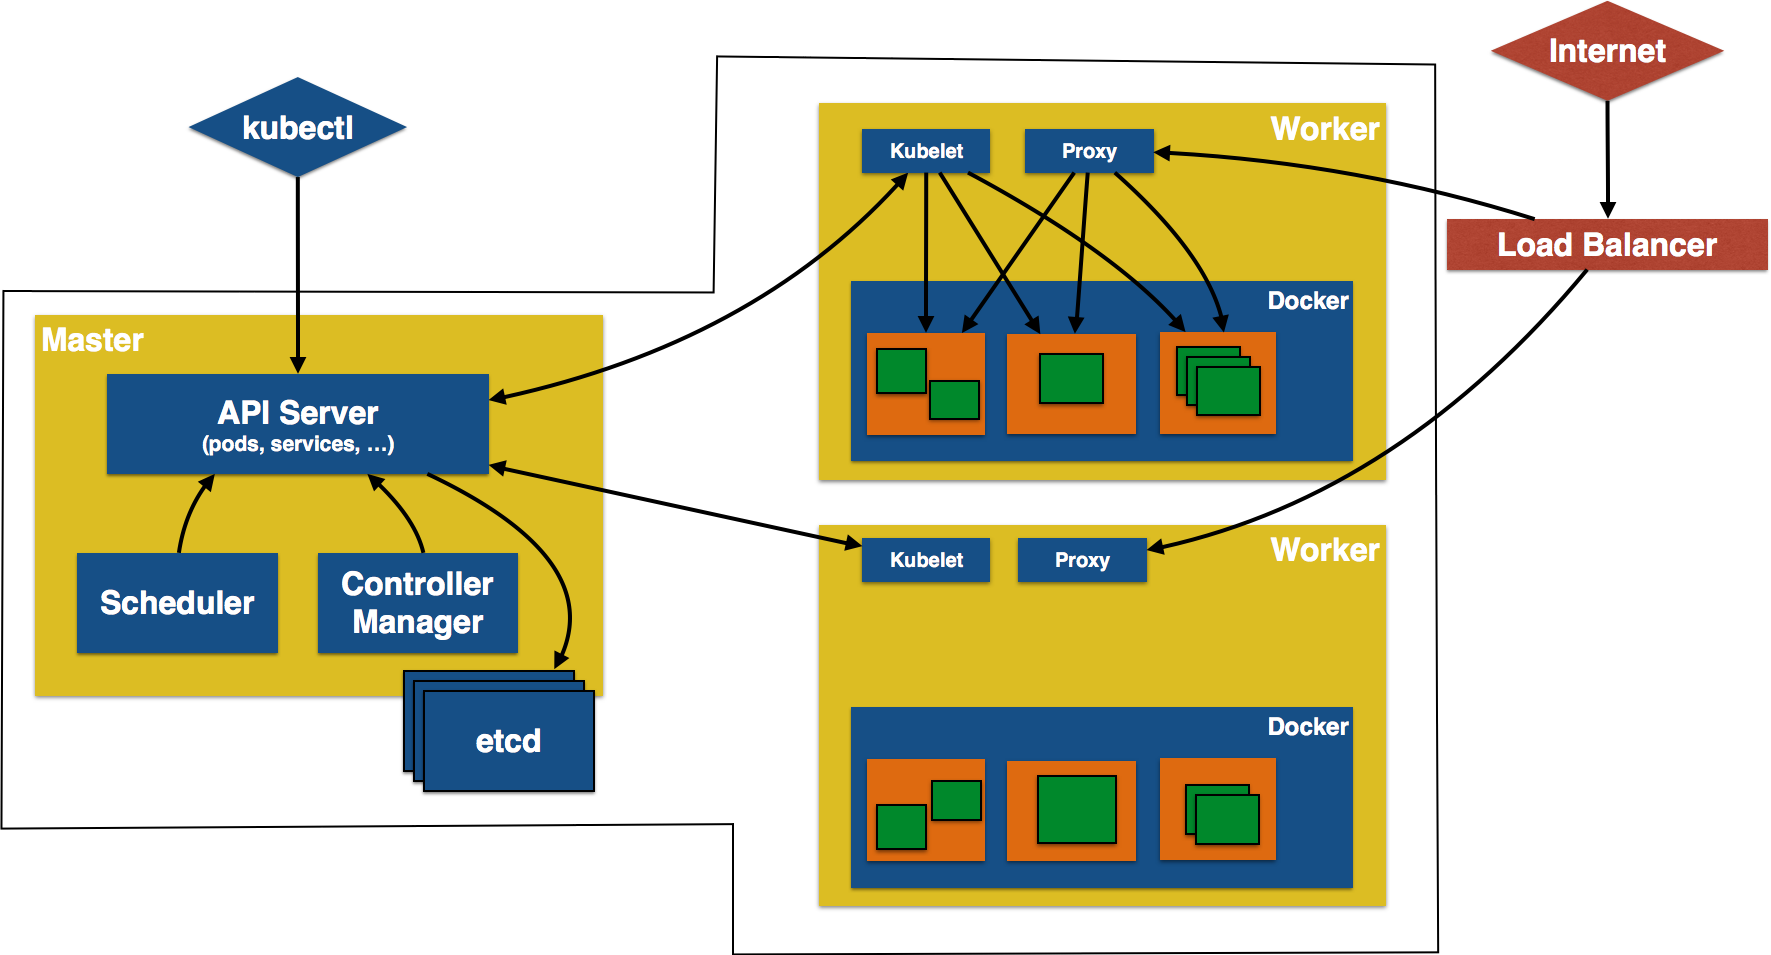 Internet
kubectl
Worker
Kubelet
Proxy
Load Balancer
Docker
Master
API Server
(pods, services, ...)
Scheduler
Controller
Manager
etcd
Worker
Kubelet
Proxy
Docker